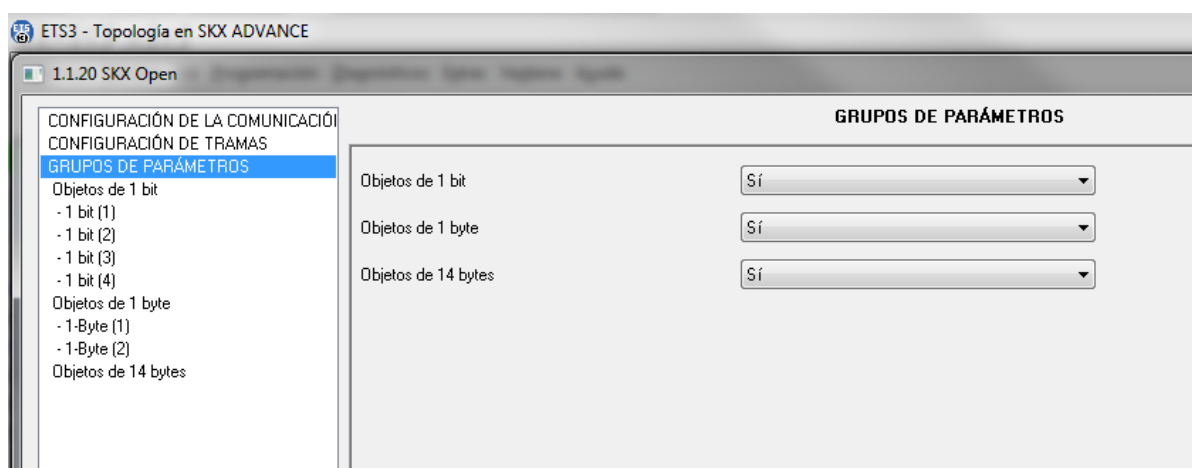 ETS3 - Topología en SKX ADVANCE
1.1.20 SKX Open
CONFIGURACIÓN DE LA COMUNICACIÓI
CONFIGURACIÓN DE TRAMAS
GRUPOS DE PARÁMETROS
Objetos de 1 bit
- 1 bit (1)
- 1 bit (2)
- 1 bit (3)
- 1 bit (4)
Objetos de 1 byte
- 1-Byte (1)
- 1-Byte (2)
Objetos de 14 bytes
GRUPOS DE PARÁMETROS
Objetos de 1 bit Sí
Objetos de 1 byte Sí
Objetos de 14 bytes Sí